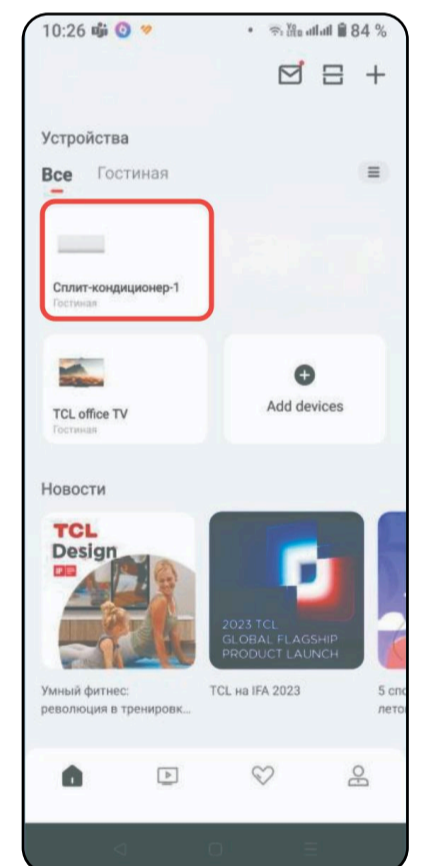 10:26
84 %
Устройства
Все Гостиная
Сплит-кондиционер-1
Гостиная
TCL office TV
Гостиная
Add devices
Новости
TCL
Design
2023 TCL
GLOBAL FLAGSHIP
PRODUCT LAUNCH
Умный фитнес:
революция в тренировк...
TCL на IFA 2023
5 спо
лето